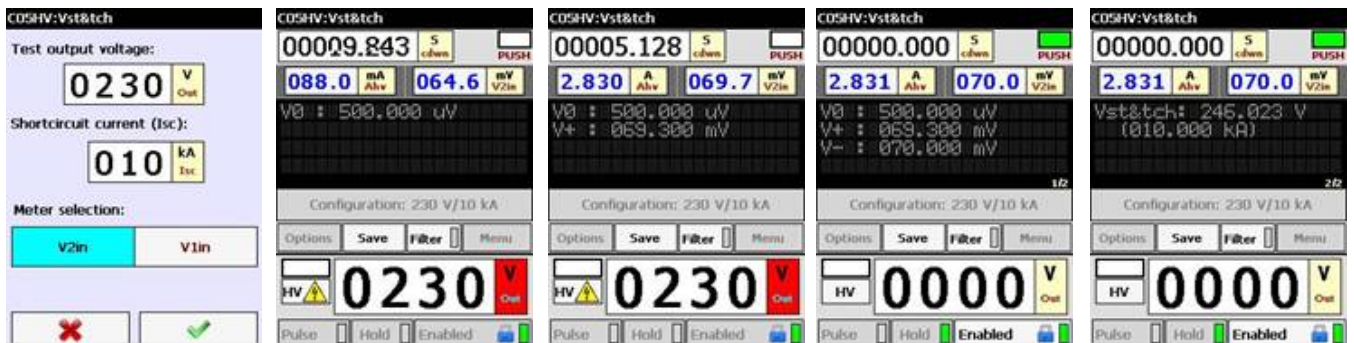 C05HV:Vst&tch
Test output voltage:
0230 V Out
Shortcircuit current (Isc):
010 kA Isc
Meter selection:
V2in V1in
C05HV:Vst&tch
00009.843 S cdwn PUSH
088.0 mA Ahv 064.6 mV V2in
V0 : 500.000 uV
Configuration: 230 V/10 kA
Options Save Filter Menu
HV 0230 V Out
Pulse Hold Enabled
C05HV:Vst&tch
00005.128 S cdwn PUSH
2.830 A Ahv 069.7 mV V2in
V0 : 500.000 uV
V+ : 069.300 mV
Configuration: 230 V/10 kA
Options Save Filter Menu
HV 0230 V Out
Pulse Hold Enabled
C05HV:Vst&tch
00000.000 S cdwn PUSH
2.831 A Ahv 070.0 mV V2in
V0 : 500.000 uV
V+ : 069.300 mV
V- : 070.000 mV
1/2
Configuration: 230 V/10 kA
Options Save Filter Menu
HV 0000 V Out
Pulse Hold Enabled
C05HV:Vst&tch
00000.000 S cdwn PUSH
2.831 A Ahv 070.0 mV V2in
Vst&tch: 246.023 V
(010.000 kA)
2/2
Configuration: 230 V/10 kA
Options Save Filter Menu
HV 0000 V Out
Pulse Hold Enabled